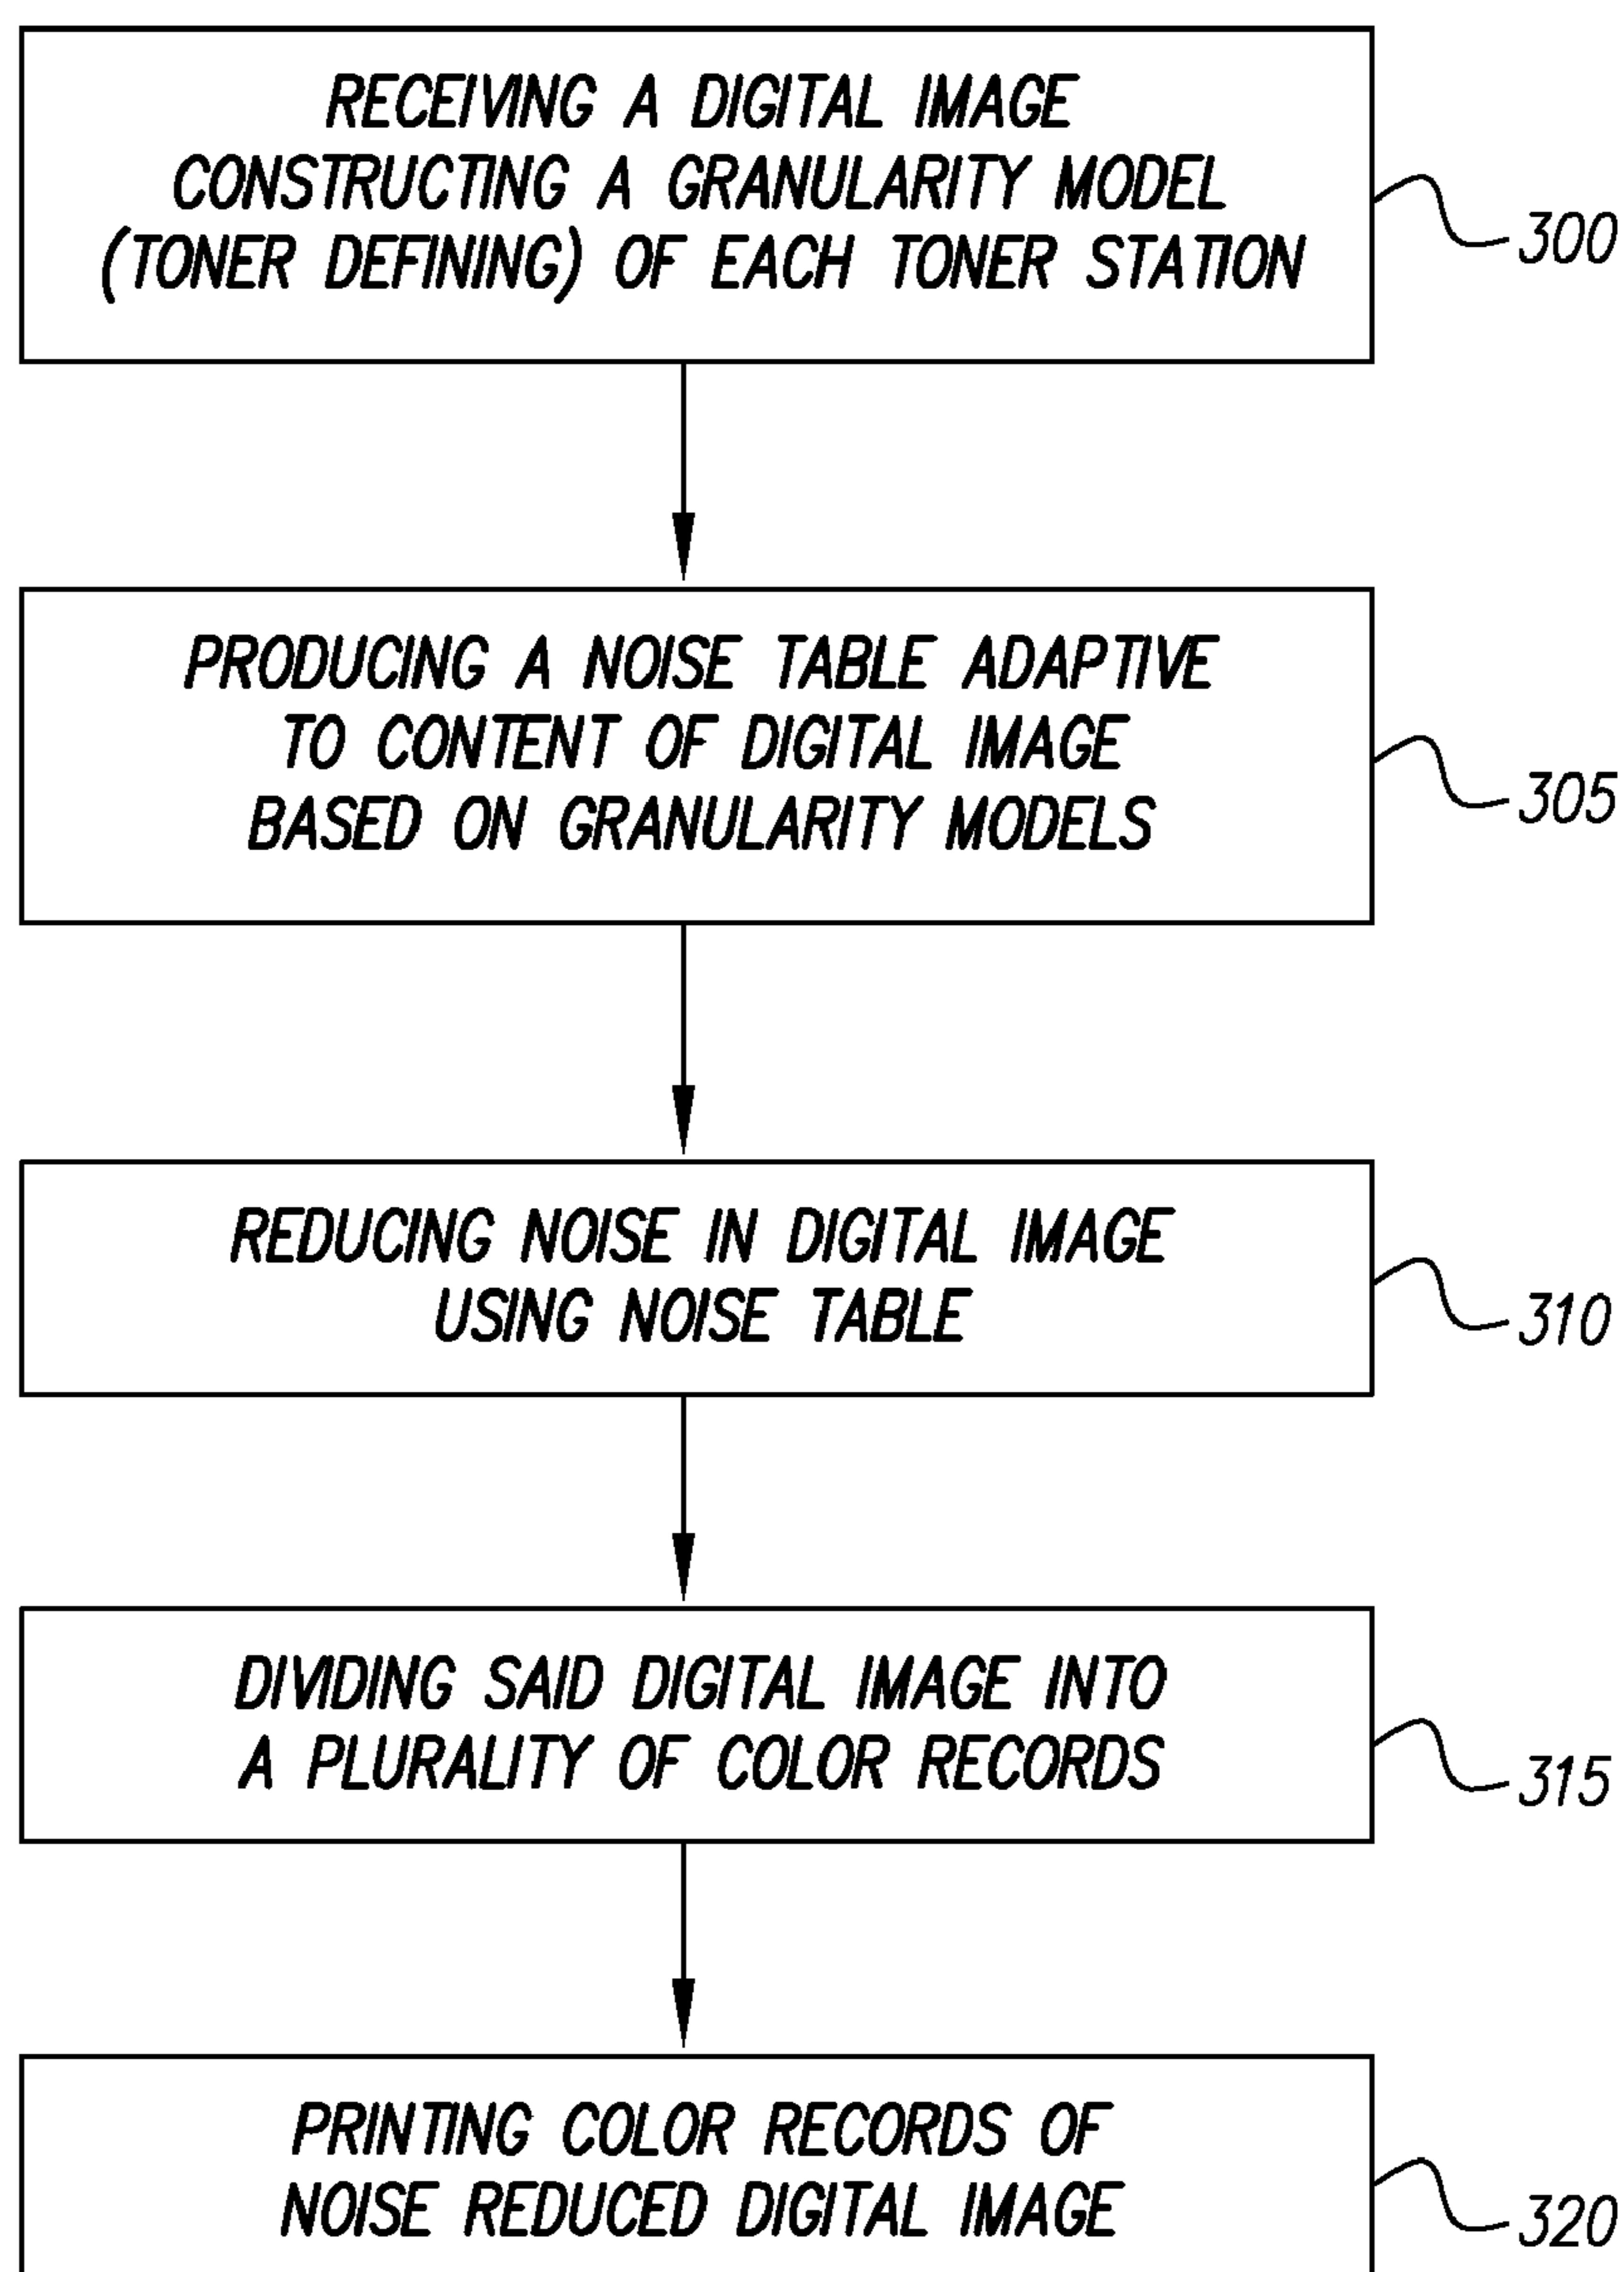 RECEIVING A DIGITAL IMAGE
CONSTRUCTING A GRANULARITY MODEL
(TONER DEFINING) OF EACH TONER STATION
300
PRODUCING A NOISE TABLE ADAPTIVE
TO CONTENT OF DIGITAL IMAGE
BASED ON GRANULARITY MODELS
305
REDUCING NOISE IN DIGITAL IMAGE
USING NOISE TABLE
310
DIVIDING SAID DIGITAL IMAGE INTO
A PLURALITY OF COLOR RECORDS
315
PRINTING COLOR RECORDS OF
NOISE REDUCED DIGITAL IMAGE
320